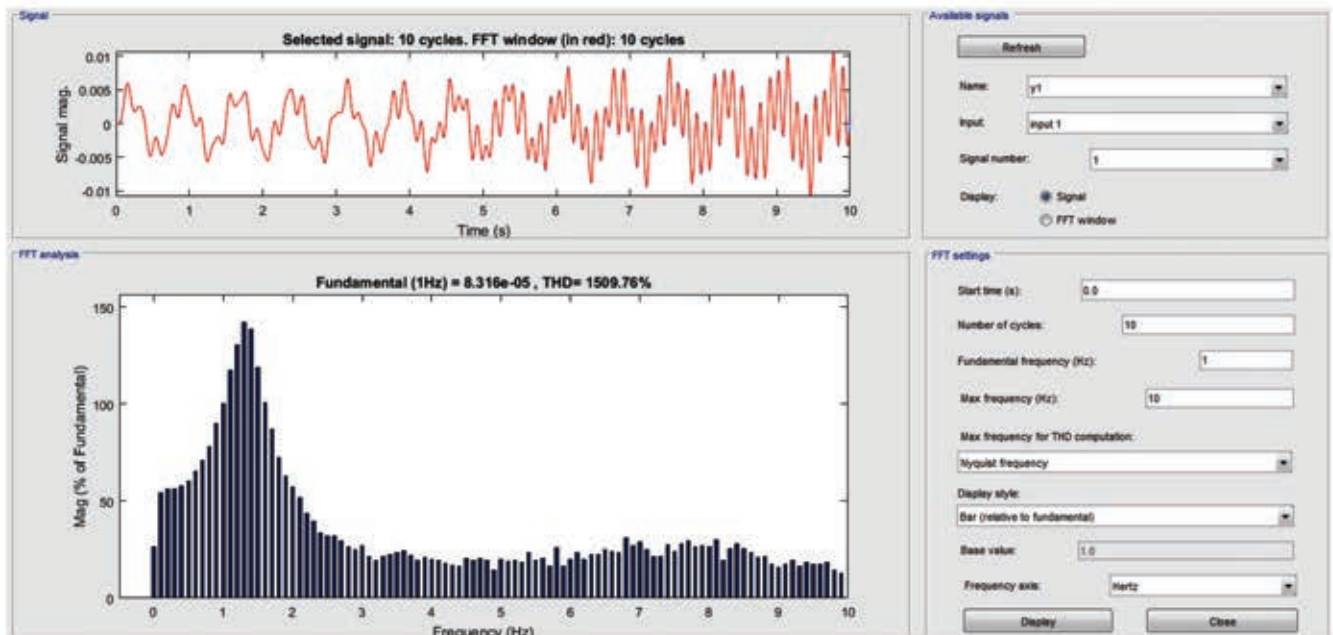 Signal
Selected signal: 10 cycles. FFT window (in red): 10 cycles
Signal mag.
0.01
0.005
0
-0.005
-0.01
0 1 2 3 4 5 6 7 8 9 10
Time (s)
Available signals
Refresh
Name: y1
Input: input 1
Signal number: 1
Display: Signal
FFT window
FFT analysis
Fundamental (1Hz) = 8.316e-05 , THD= 1509.76%
Mag (% of Fundamental)
150
100
50
0
0 1 2 3 4 5 6 7 8 9 10
Frequency (Hz)
FFT settings
Start time (s): 0.0
Number of cycles: 10
Fundamental frequency (Hz): 1
Max frequency (Hz): 10
Max frequency for THD computation:
Nyquist frequency
Display style:
Bar (relative to fundamental)
Base value: 1.0
Frequency axis: Hertz
Display Close